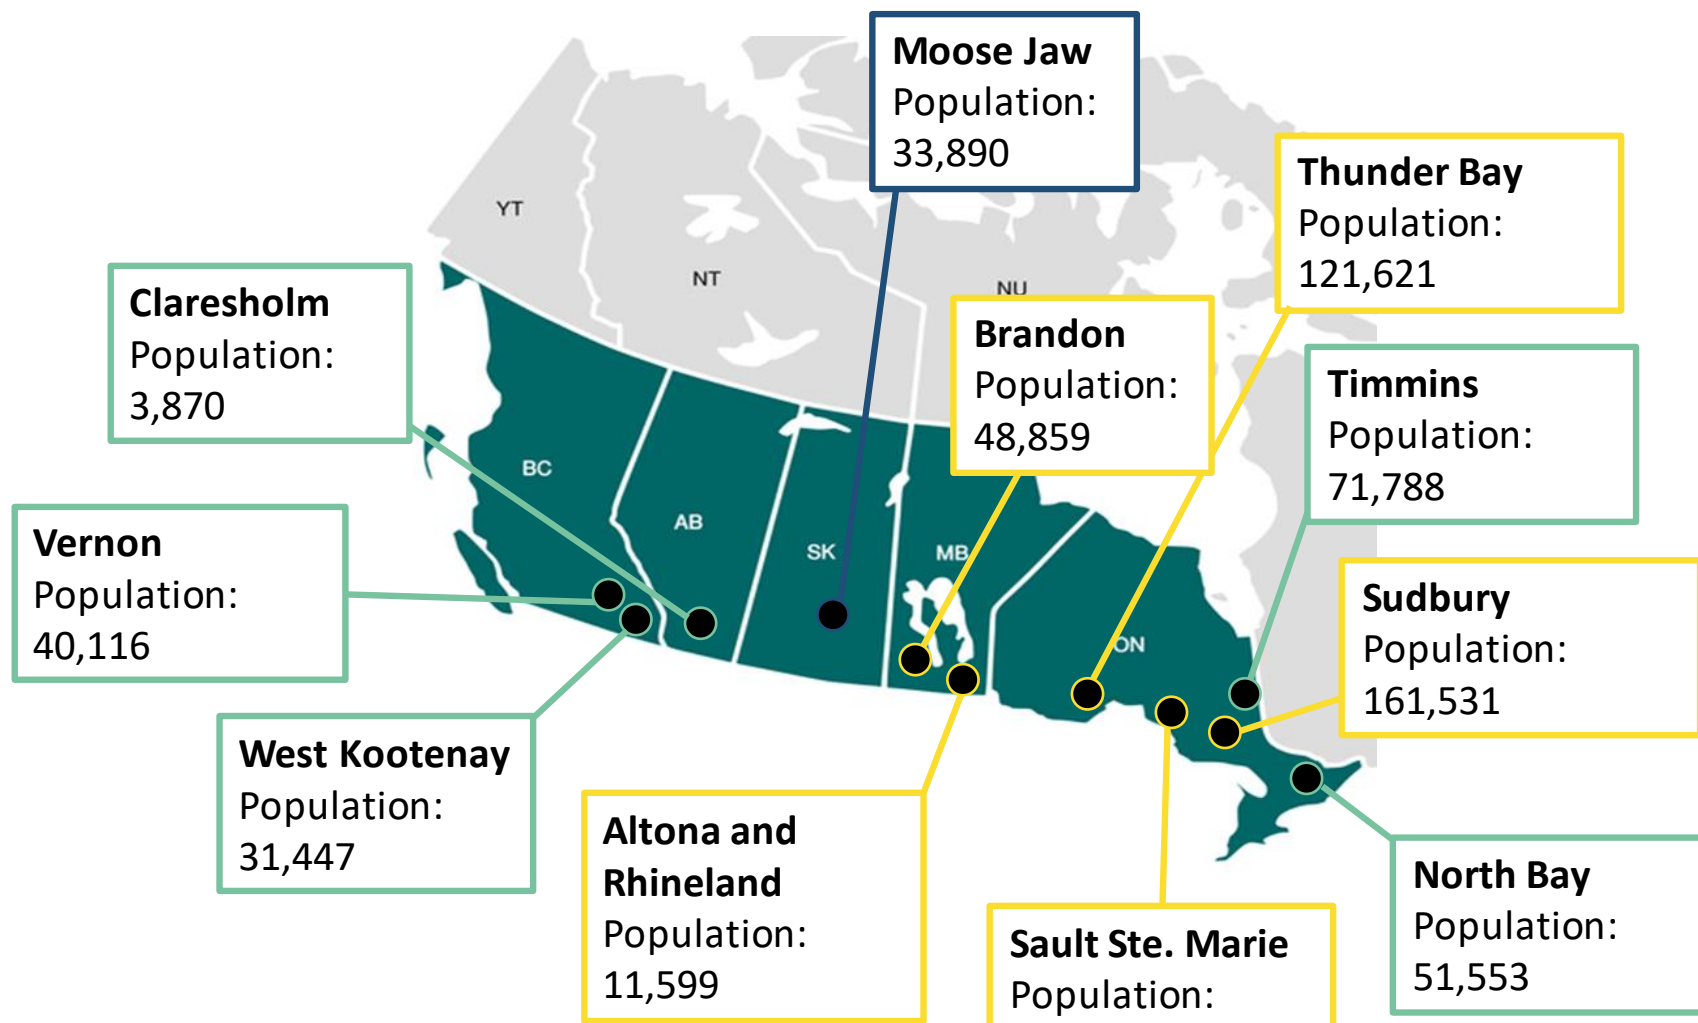 Moose Jaw
Population:
33,890
Thunder Bay
Population:
121,621
YT
NT
NU
Claresholm
Population:
3,870
Brandon
Population:
48,859
Timmins
Population:
71,788
BC
AB
SK
MB
ON
Vernon
Population:
40,116
Sudbury
Population:
161,531
West Kootenay
Population:
31,447
Altona and
Rhineland
Population:
11,599
Sault Ste. Marie
Population:
North Bay
Population:
51,553